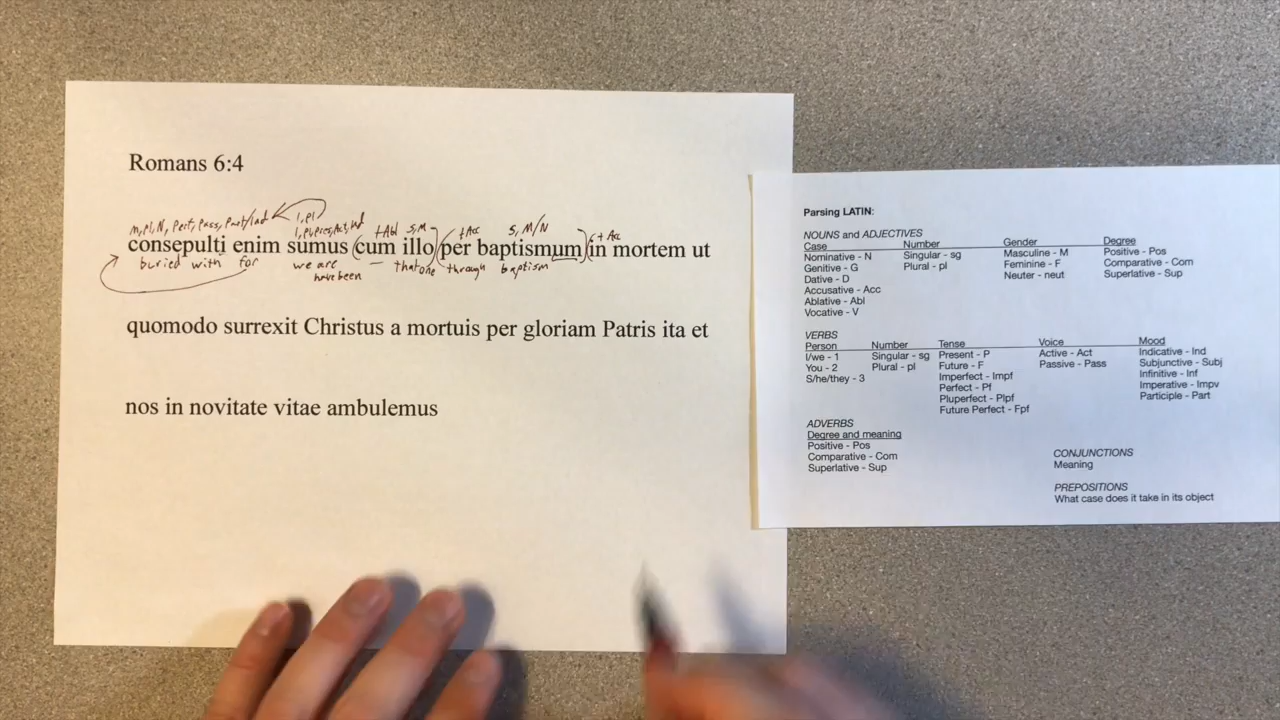 Romans 6:4
m, pl, N, Perf, Pass, Part/Ind 1, pl
1, pl, pres, Act, Ind +Abl S, M +Acc S, M/N + Acc
consepulti enim sumus (cum illo) (per baptismum) (in mortem ut
buried with for we are — that one through baptism
have been
quomodo surrexit Christus a mortuis per gloriam Patris ita et
nos in novitate vitae ambulemus
Parsing LATIN:
NOUNS and ADJECTIVES
Case Number Gender Degree
Nominative - N Singular - sg Masculine - M Positive - Pos
Genitive - G Plural - pl Feminine - F Comparative - Com
Dative - D Neuter - neut Superlative - Sup
Accusative - Acc
Ablative - Abl
Vocative - V
VERBS
Person Number Tense Voice Mood
I/we - 1 Singular - sg Present - P Active - Act Indicative - Ind
You - 2 Plural - pl Future - F Passive - Pass Subjunctive - Subj
S/he/they - 3 Imperfect - Impf Infinitive - Inf
Perfect - Pf Imperative - Impv
Pluperfect - Plpf Participle - Part
Future Perfect - Fpf
ADVERBS
Degree and meaning
Positive - Pos
Comparative - Com
Superlative - Sup
CONJUNCTIONS
Meaning
PREPOSITIONS
What case does it take in its object